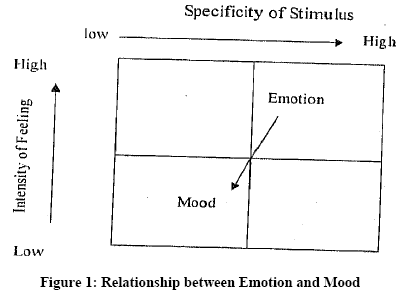 Specificity of Stimulus
low
High
High
Emotion
Intensity of Feeling
Mood
Low
Figure 1: Relationship between Emotion and Mood